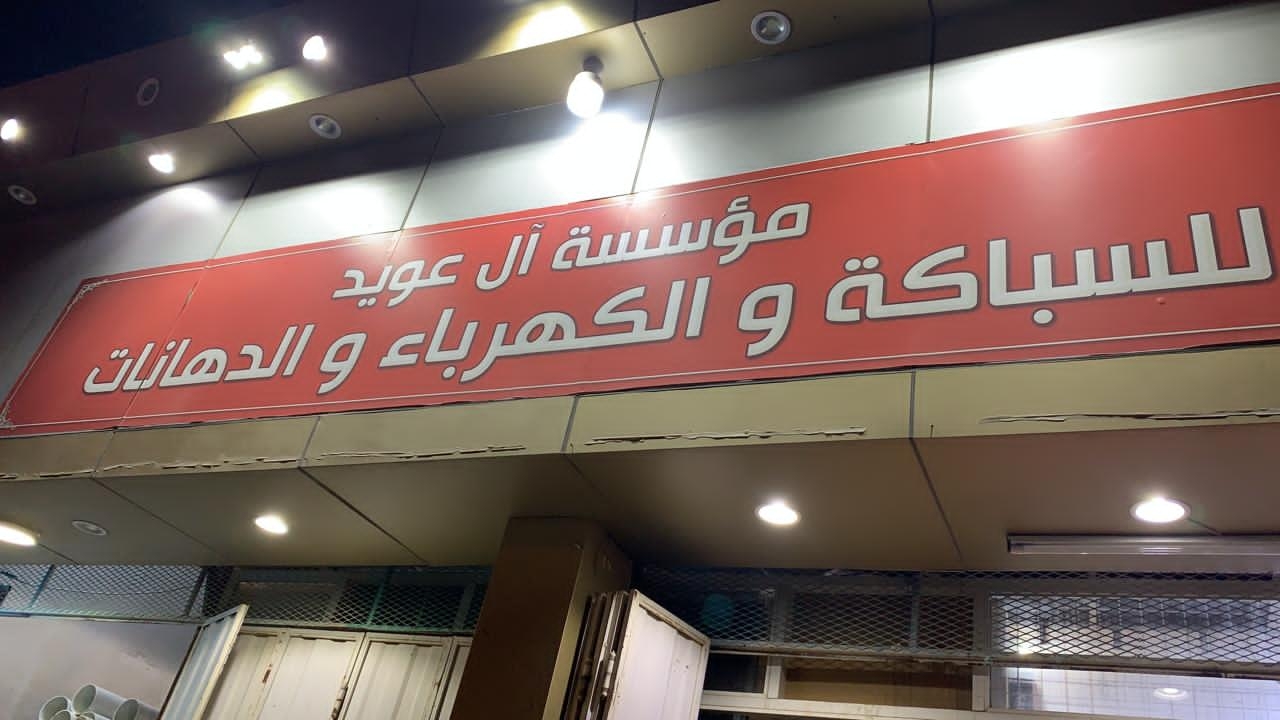 مؤسسة آل عويد
للسباكة و الكهرباء و الدهانات